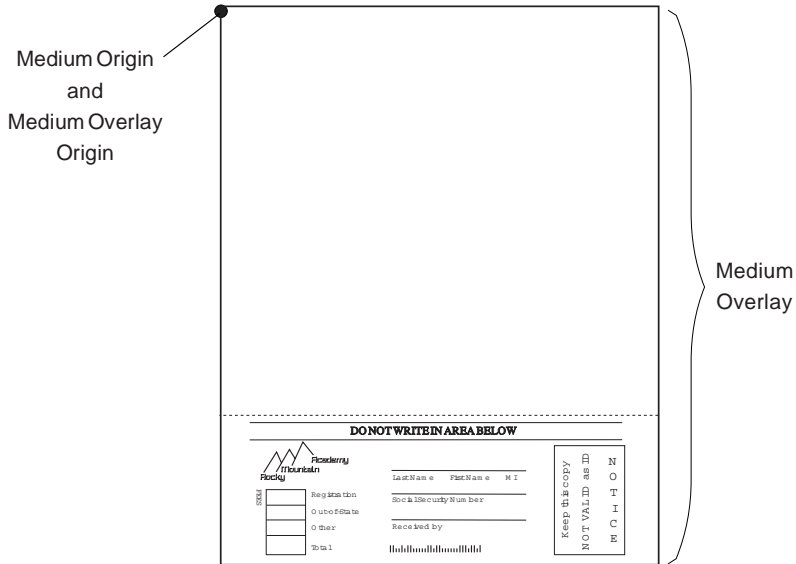 Medium Origin
and
Medium Overlay
Origin
Medium
Overlay
DO NOT WRITE IN AREA BELOW
Rocky
Mountain
Academy
FEES
Registration
Out of State
Other
Total
Last Name First Name M I
Social Security Number
Received by
Keep this copy
NOT VALID as ID
NOTICE